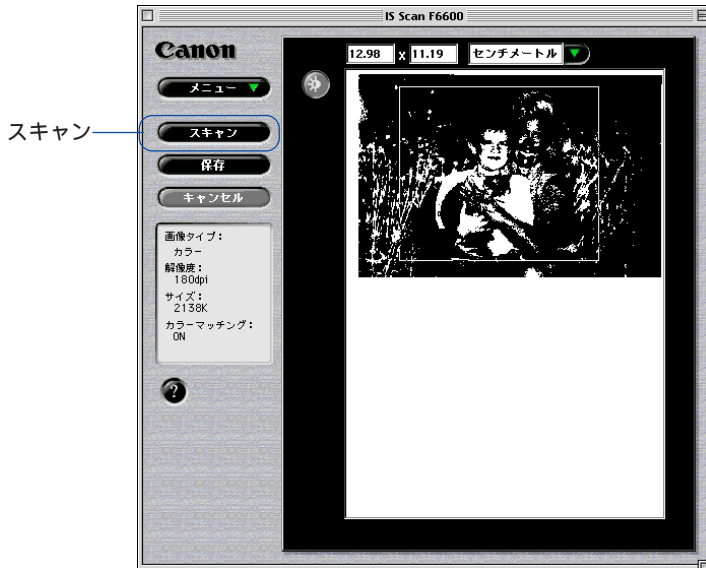 IS Scan F6600
Canon
12.98 x 11.19 センチメートル
メニュー
スキャン
スキャン
保存
キャンセル
画像タイプ：
カラー
解像度：
180dpi
サイズ：
2138K
カラーマッチング：
ON
?